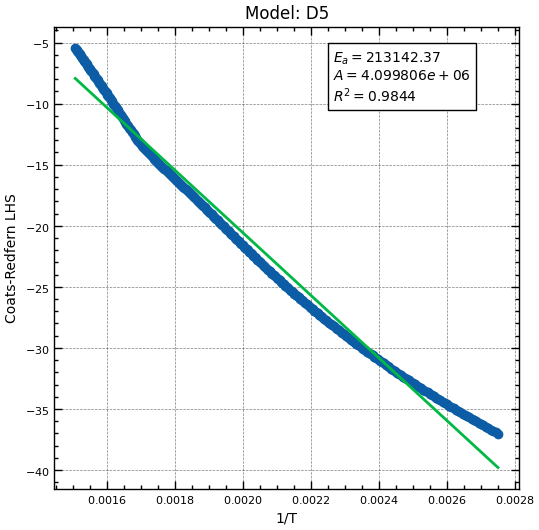 Model: D5
E_a = 213142.37
A = 4.099806e + 06
R² = 0.9844
Coats-Redfern LHS
−5
−10
−15
−20
−25
−30
−35
−40
0.0016 0.0018 0.0020 0.0022 0.0024 0.0026 0.0028
1/T